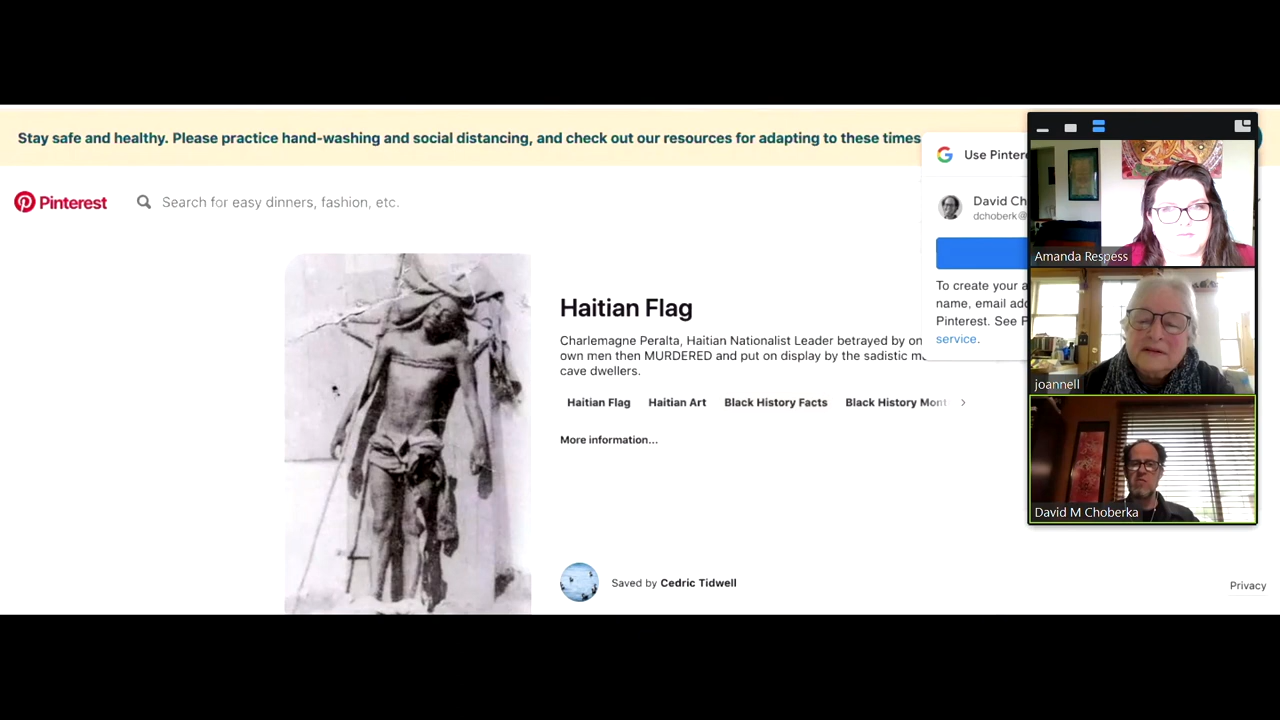 Stay safe and healthy. Please practice hand-washing and social distancing, and check out our resources for adapting to these times
Pinterest
Search for easy dinners, fashion, etc.
Use Pinter
David Ch
dchoberk@
To create your a
name, email add
Pinterest. See P
service.
Haitian Flag
Charlemagne Peralta, Haitian Nationalist Leader betrayed by on
own men then MURDERED and put on display by the sadistic m
cave dwellers.
Haitian Flag Haitian Art Black History Facts Black History Mont
More information...
Saved by Cedric Tidwell
Privacy
Amanda Respess
joannell
David M Choberka